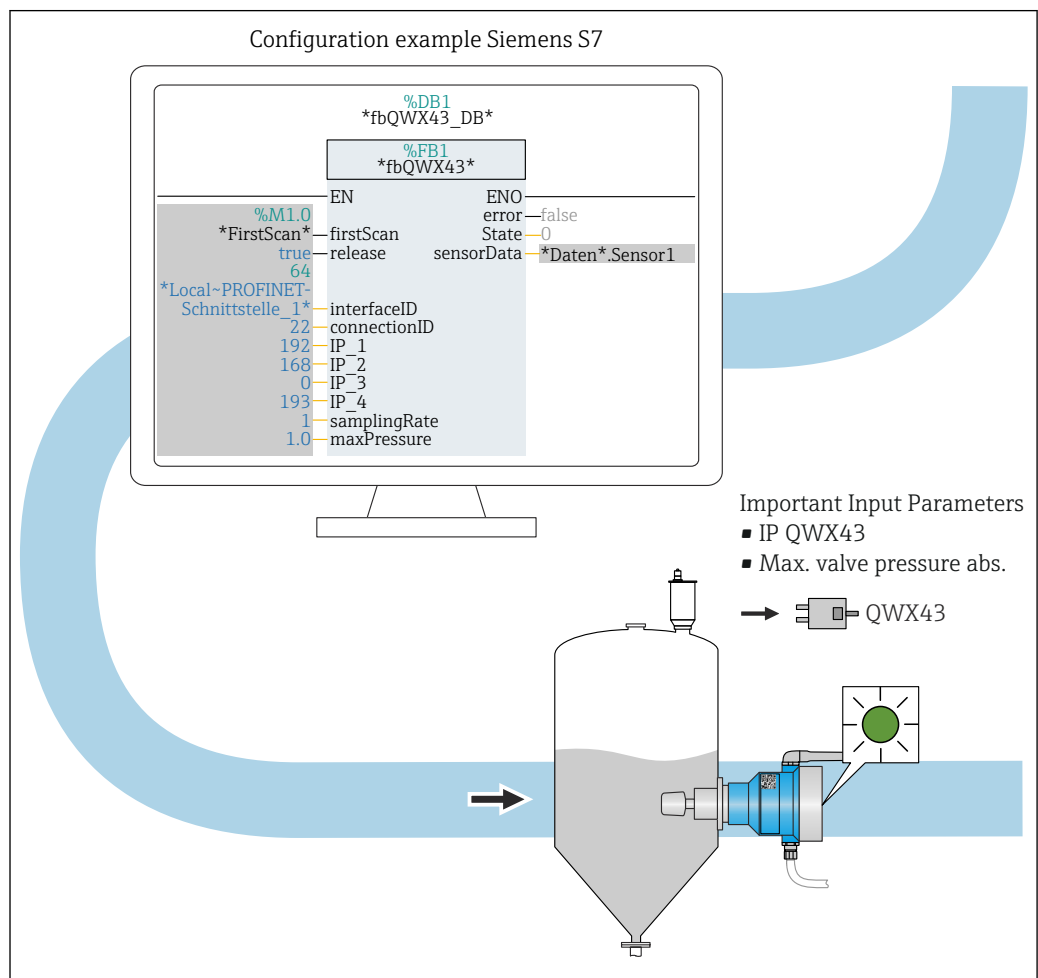 Configuration example Siemens S7
%DB1
*fbQWX43_DB*
%FB1
*fbQWX43*
EN ENO
error false
%M1.0
*FirstScan* firstScan State 0
true release sensorData *Daten*.Sensor1
64
*Local~PROFINET-
Schnittstelle_1* interfaceID
22 connectionID
192 IP_1
168 IP_2
0 IP_3
193 IP_4
1 samplingRate
1.0 maxPressure
Important Input Parameters
▪ IP QWX43
▪ Max. valve pressure abs.
QWX43